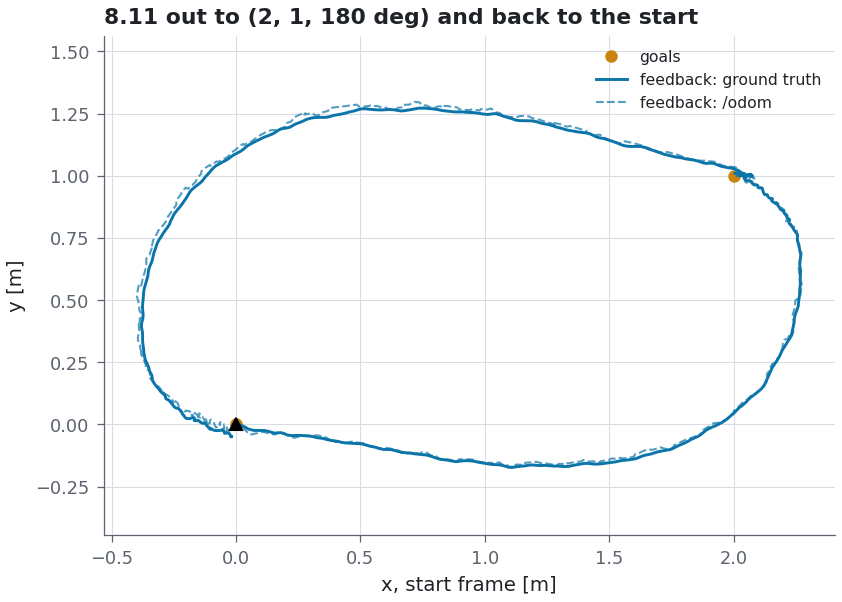 8.11 out to (2, 1, 180 deg) and back to the start
goals
feedback: ground truth
feedback: /odom
y [m]
1.50
1.25
1.00
0.75
0.50
0.25
0.00
−0.25
−0.5
0.0
0.5
1.0
1.5
2.0
x, start frame [m]